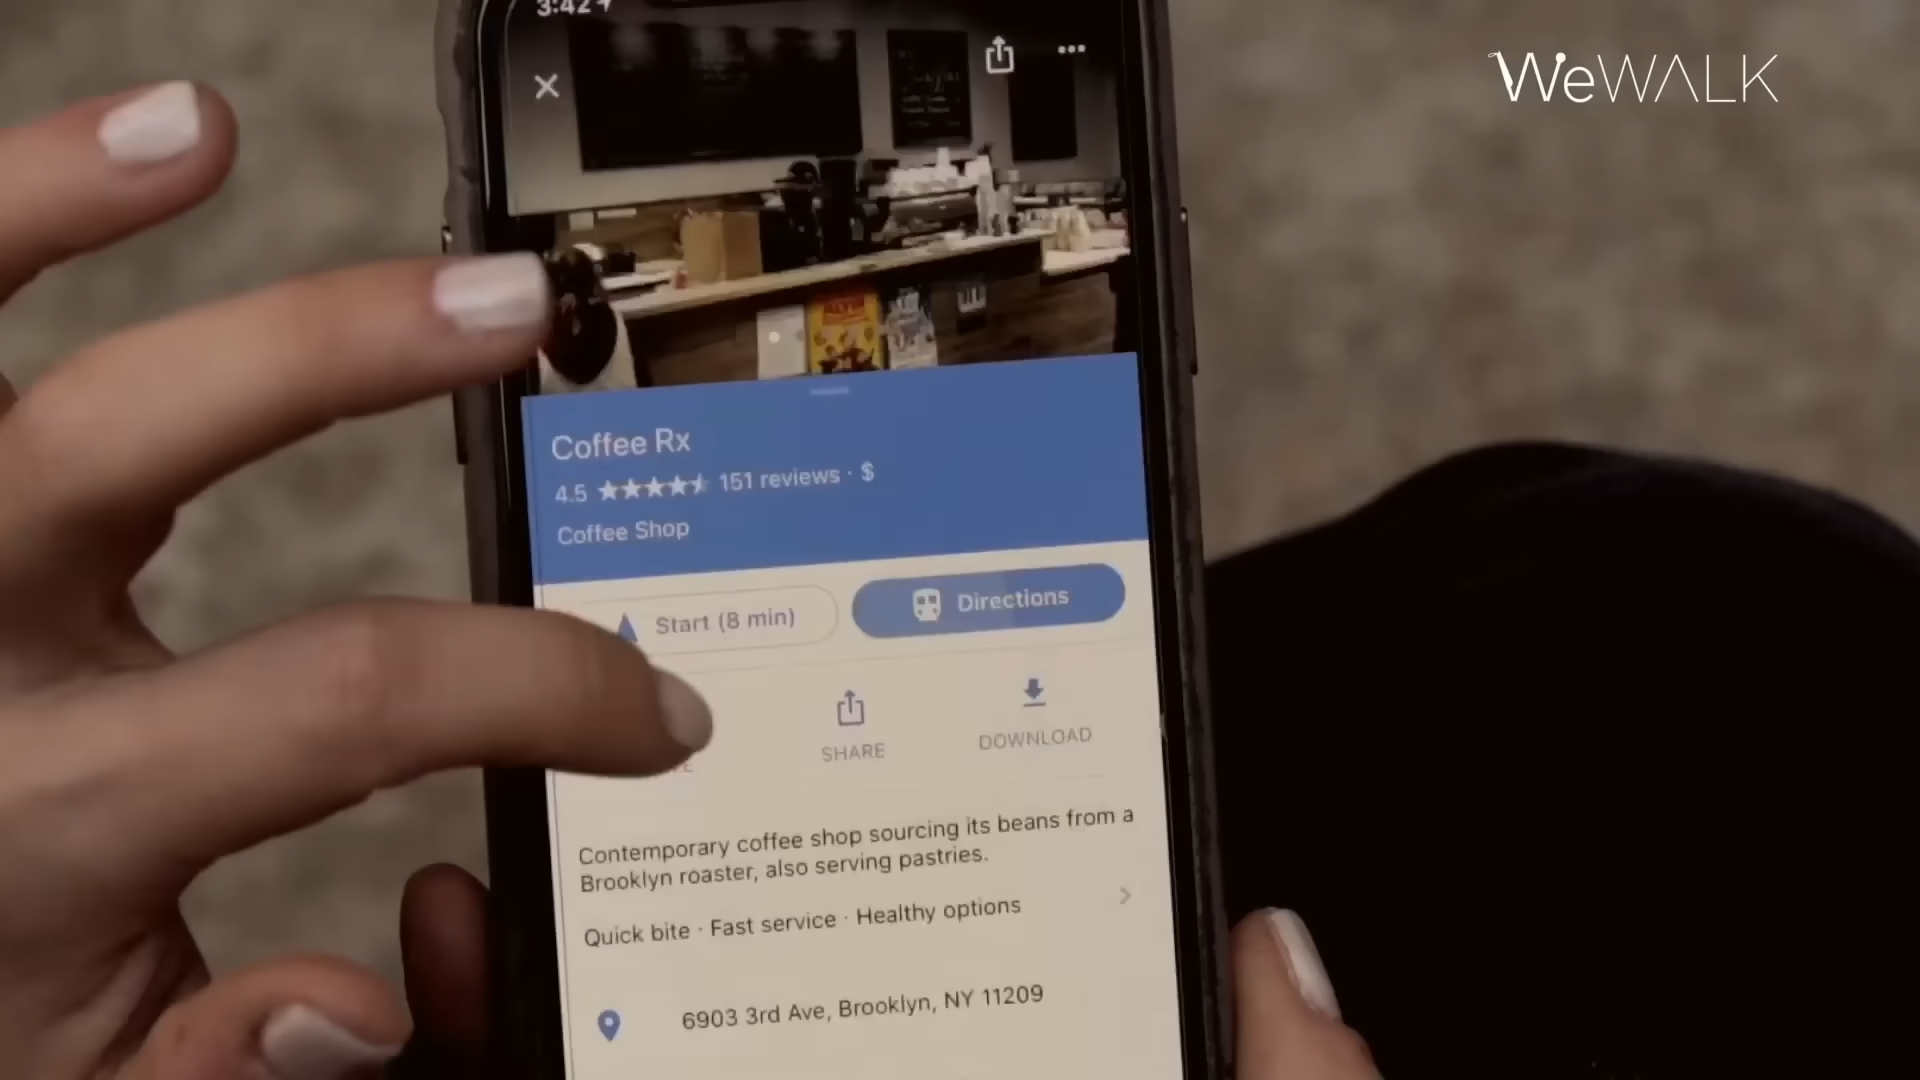 3:42
WeWALK
Coffee Rx
4.5 151 reviews · $
Coffee Shop
Start (8 min)
Directions
SHARE
DOWNLOAD
Contemporary coffee shop sourcing its beans from a
Brooklyn roaster, also serving pastries.
Quick bite · Fast service · Healthy options
6903 3rd Ave, Brooklyn, NY 11209